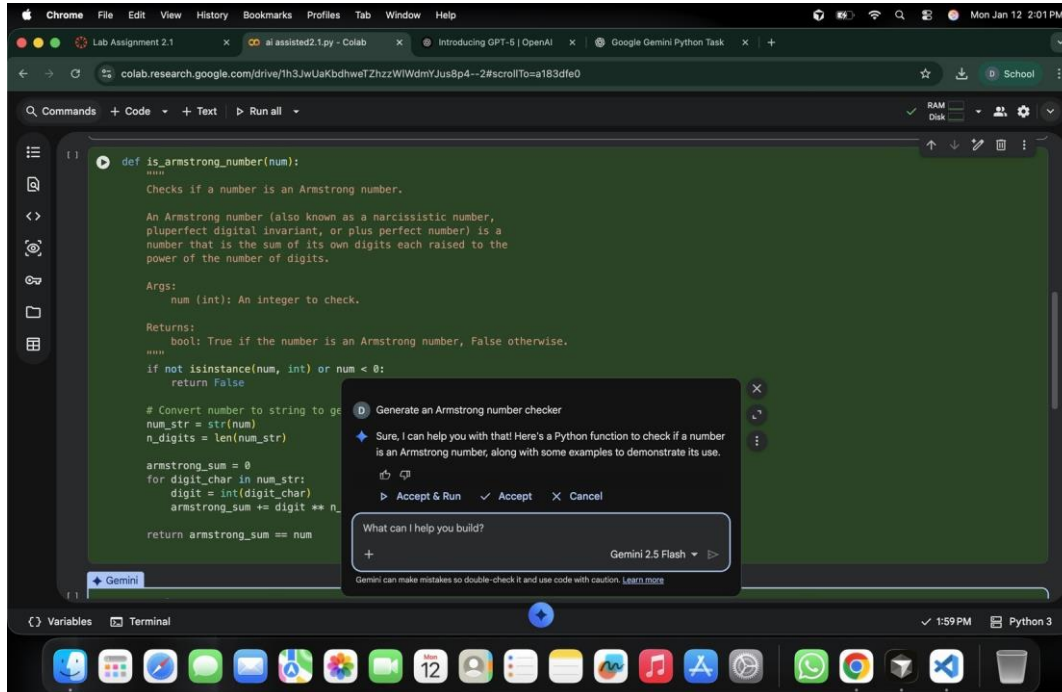 Chrome File Edit View History Bookmarks Profiles Tab Window Help Mon Jan 12 2:01 PM
Lab Assignment 2.1 ai assisted2.1.py - Colab Introducing GPT-5 | OpenAI Google Gemini Python Task
colab.research.google.com/drive/1h3JwUaKbdhweTZhzzWlWdmYJus8p4--2#scrollTo=a183dfe0 D School
Commands + Code + Text Run all RAM
Disk
[ ] def is_armstrong_number(num):
"""
Checks if a number is an Armstrong number.
An Armstrong number (also known as a narcissistic number,
pluperfect digital invariant, or plus perfect number) is a
number that is the sum of its own digits each raised to the
power of the number of digits.
Args:
num (int): An integer to check.
Returns:
bool: True if the number is an Armstrong number, False otherwise.
"""
if not isinstance(num, int) or num < 0:
return False
# Convert number to string to ge
num_str = str(num)
n_digits = len(num_str)
armstrong_sum = 0
for digit_char in num_str:
digit = int(digit_char)
armstrong_sum += digit ** n_
return armstrong_sum == num
D Generate an Armstrong number checker
Sure, I can help you with that! Here's a Python function to check if a number
is an Armstrong number, along with some examples to demonstrate its use.
Accept & Run Accept Cancel
What can I help you build?
+ Gemini 2.5 Flash
Gemini can make mistakes so double-check it and use code with caution. Learn more
Gemini
[ ]
{} Variables Terminal 1:59 PM Python 3
Mon
12